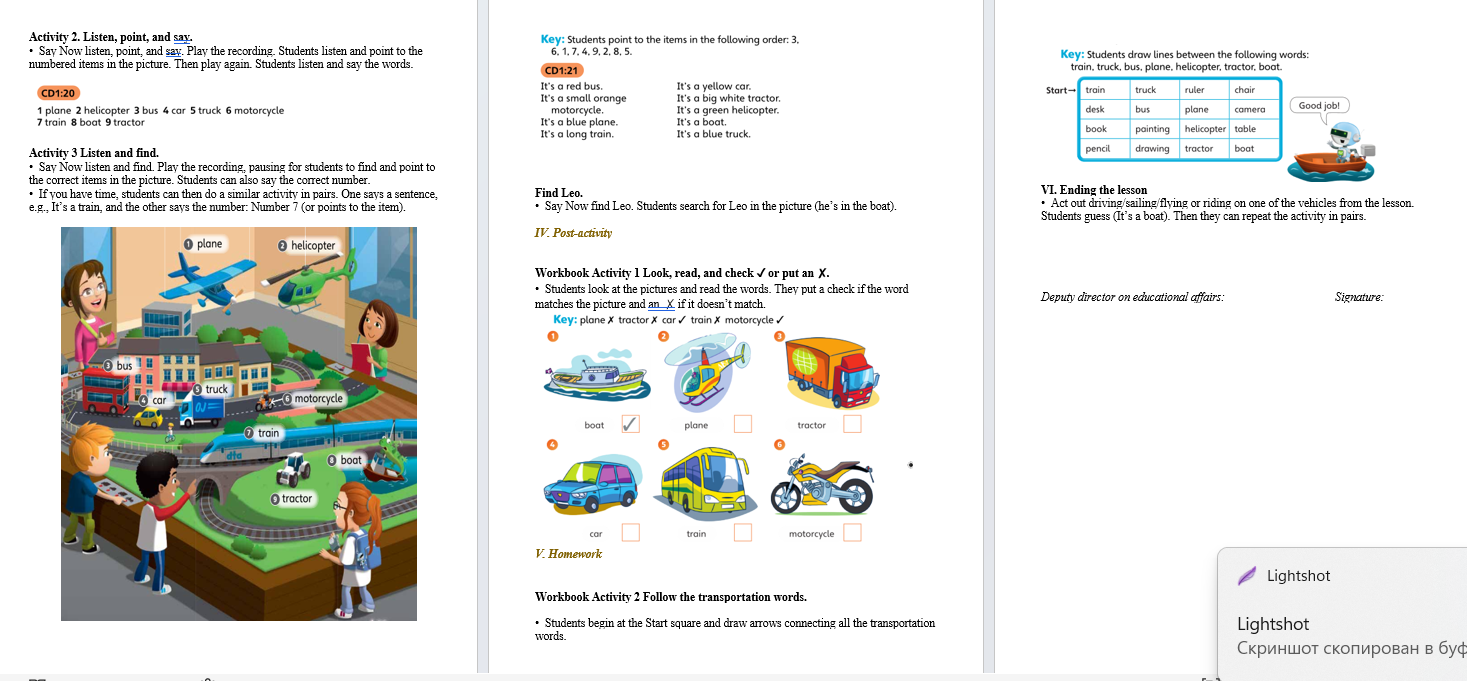 Activity 2. Listen, point, and say.
• Say Now listen, point, and say. Play the recording. Students listen and point to the
numbered items in the picture. Then play again. Students listen and say the words.
CD1:20
1 plane 2 helicopter 3 bus 4 car 5 truck 6 motorcycle
7 train 8 boat 9 tractor
Activity 3 Listen and find.
• Say Now listen and find. Play the recording, pausing for students to find and point to
the correct items in the picture. Students can also say the correct number.
• If you have time, students can then do a similar activity in pairs. One says a sentence,
e.g., It’s a train, and the other says the number: Number 7 (or points to the item).
1 plane
2 helicopter
3 bus
5 truck
4 car
6 motorcycle
7 train
dta
8 boat
9 tractor
Key: Students point to the items in the following order: 3,
6, 1, 7, 4, 9, 2, 8, 5.
CD1:21
It's a red bus.
It's a small orange
motorcycle.
It's a blue plane.
It's a long train.
It's a yellow car.
It's a big white tractor.
It's a green helicopter.
It's a boat.
It's a blue truck.
Find Leo.
• Say Now find Leo. Students search for Leo in the picture (he’s in the boat).
IV. Post-activity
Workbook Activity 1 Look, read, and check ✓ or put an ✗.
• Students look at the pictures and read the words. They put a check if the word
matches the picture and an X if it doesn’t match.
Key: plane ✗ tractor ✗ car ✓ train ✗ motorcycle ✓
1 2 3
boat ✓ plane tractor
4 5 6
car train motorcycle
V. Homework
Workbook Activity 2 Follow the transportation words.
• Students begin at the Start square and draw arrows connecting all the transportation
words.
Key: Students draw lines between the following words:
train, truck, bus, plane, helicopter, tractor, boat.
Start→ train truck ruler chair
desk bus plane camera
book painting helicopter table
pencil drawing tractor boat
Good job!
VI. Ending the lesson
• Act out driving/sailing/flying or riding on one of the vehicles from the lesson.
Students guess (It’s a boat). Then they can repeat the activity in pairs.
Deputy director on educational affairs: Signature:
Lightshot
Lightshot
Скриншот скопирован в буф